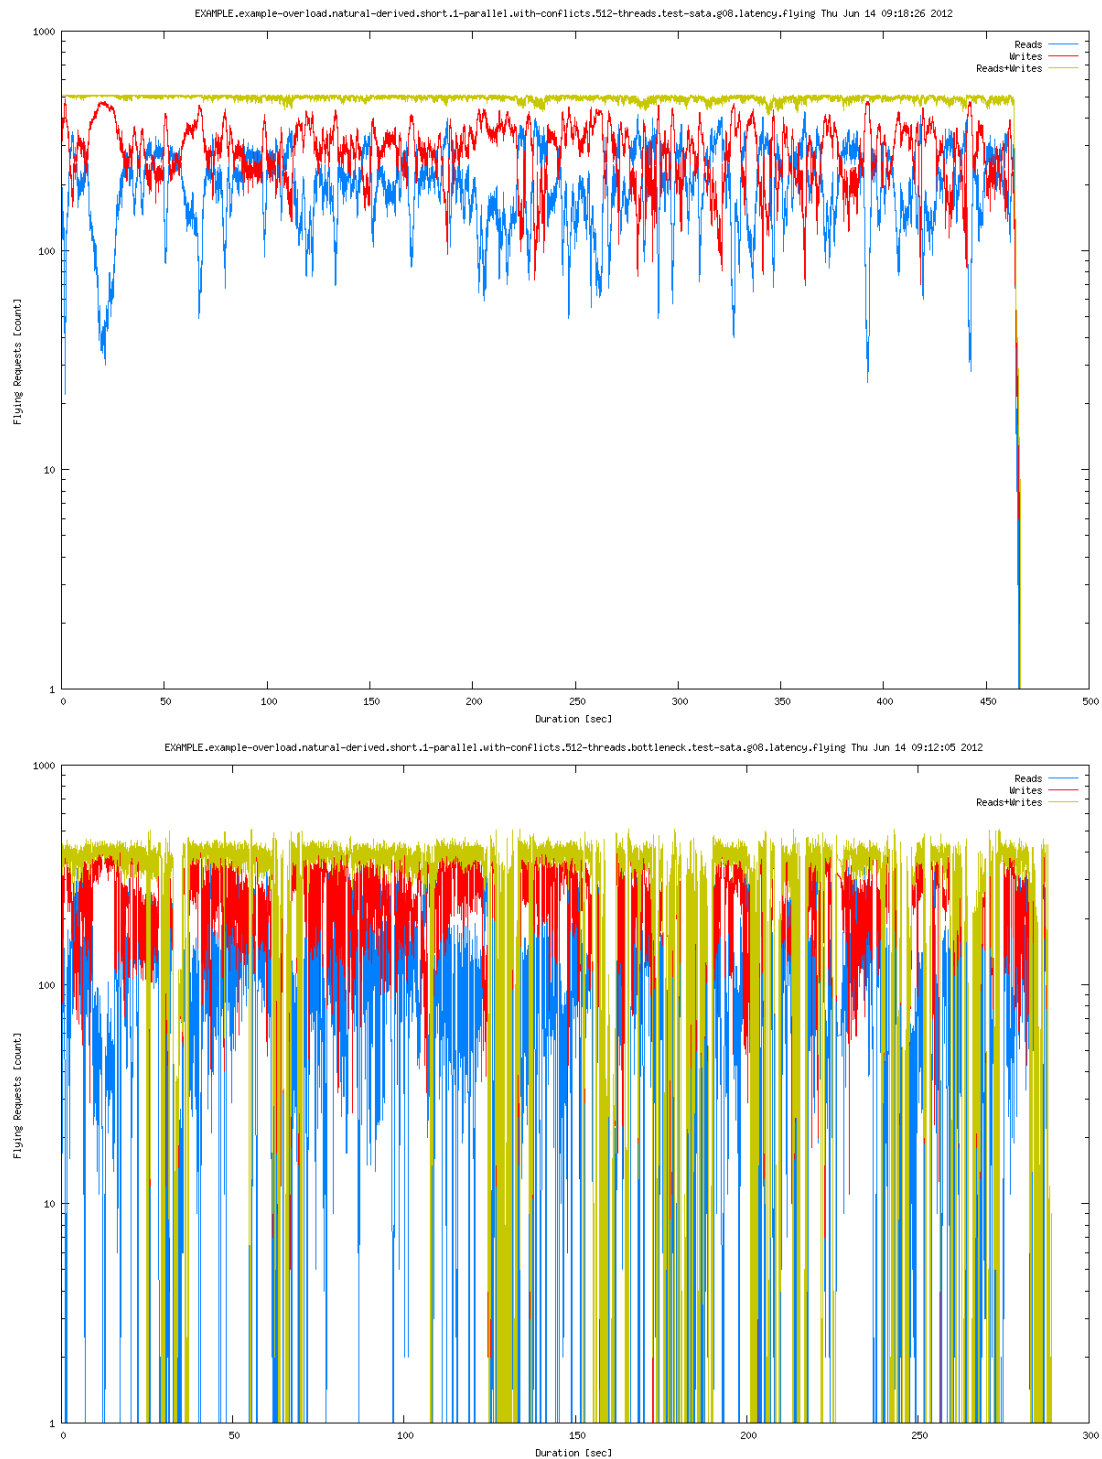 EXAMPLE.example-overload.natural-derived.short.1-parallel.with-conflicts.512-threads.test-sata.g08.latency.flying Thu Jun 14 09:18:26 2012
1000
Reads
Writes
Reads+Writes
100
Flying Requests [count]
10
1
0 50 100 150 200 250 300 350 400 450 500
Duration [sec]
EXAMPLE.example-overload.natural-derived.short.1-parallel.with-conflicts.512-threads.bottleneck.test-sata.g08.latency.flying Thu Jun 14 09:12:05 2012
1000
Reads
Writes
Reads+Writes
100
Flying Requests [count]
10
1
0 50 100 150 200 250 300
Duration [sec]